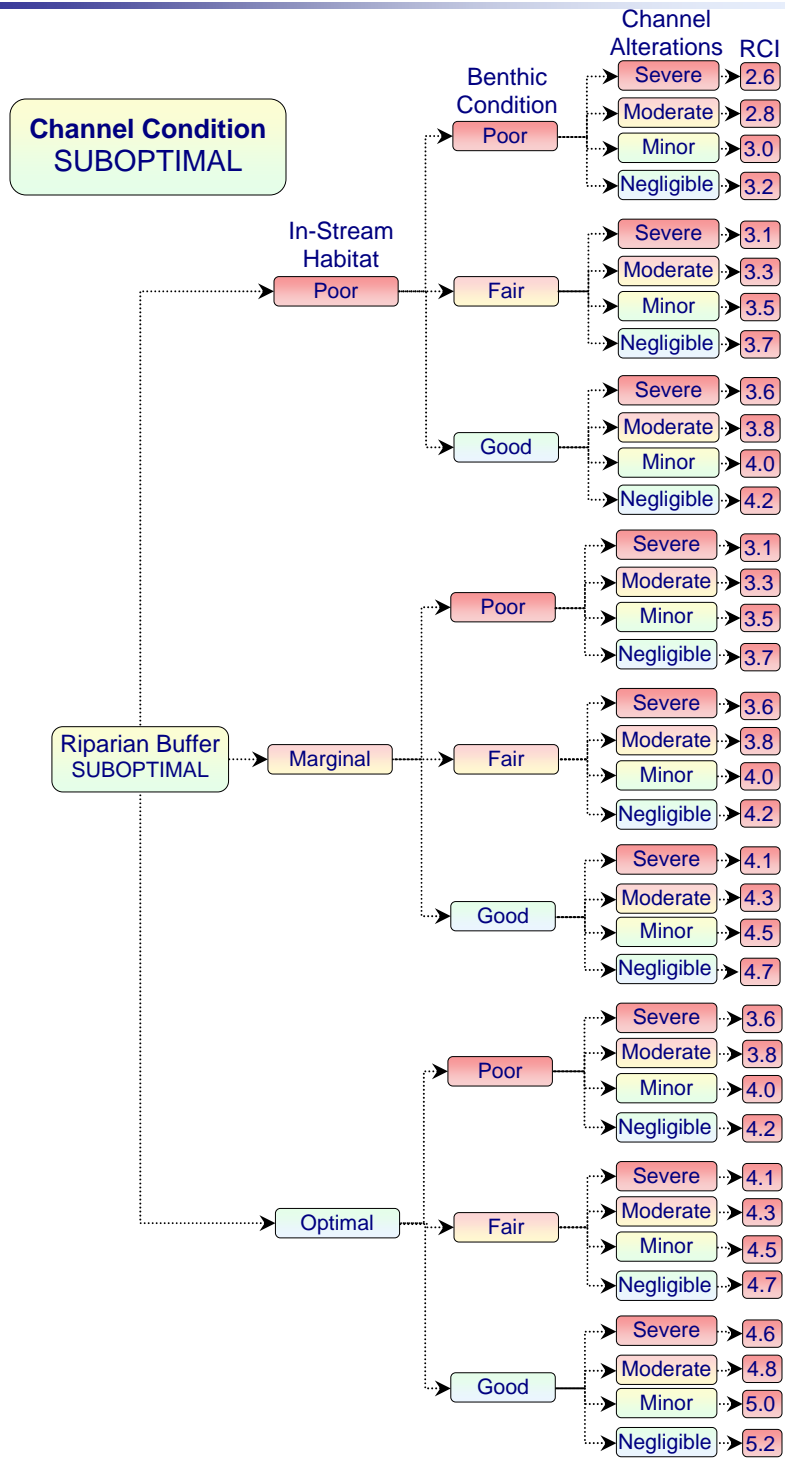 Channel
Alterations
RCI
Benthic
Condition
Channel Condition
SUBOPTIMAL
In-Stream
Habitat
Poor
Poor
Severe 2.6
Moderate 2.8
Minor 3.0
Negligible 3.2
Fair
Severe 3.1
Moderate 3.3
Minor 3.5
Negligible 3.7
Good
Severe 3.6
Moderate 3.8
Minor 4.0
Negligible 4.2
Riparian Buffer
SUBOPTIMAL
Marginal
Poor
Severe 3.1
Moderate 3.3
Minor 3.5
Negligible 3.7
Fair
Severe 3.6
Moderate 3.8
Minor 4.0
Negligible 4.2
Good
Severe 4.1
Moderate 4.3
Minor 4.5
Negligible 4.7
Optimal
Poor
Severe 3.6
Moderate 3.8
Minor 4.0
Negligible 4.2
Fair
Severe 4.1
Moderate 4.3
Minor 4.5
Negligible 4.7
Good
Severe 4.6
Moderate 4.8
Minor 5.0
Negligible 5.2